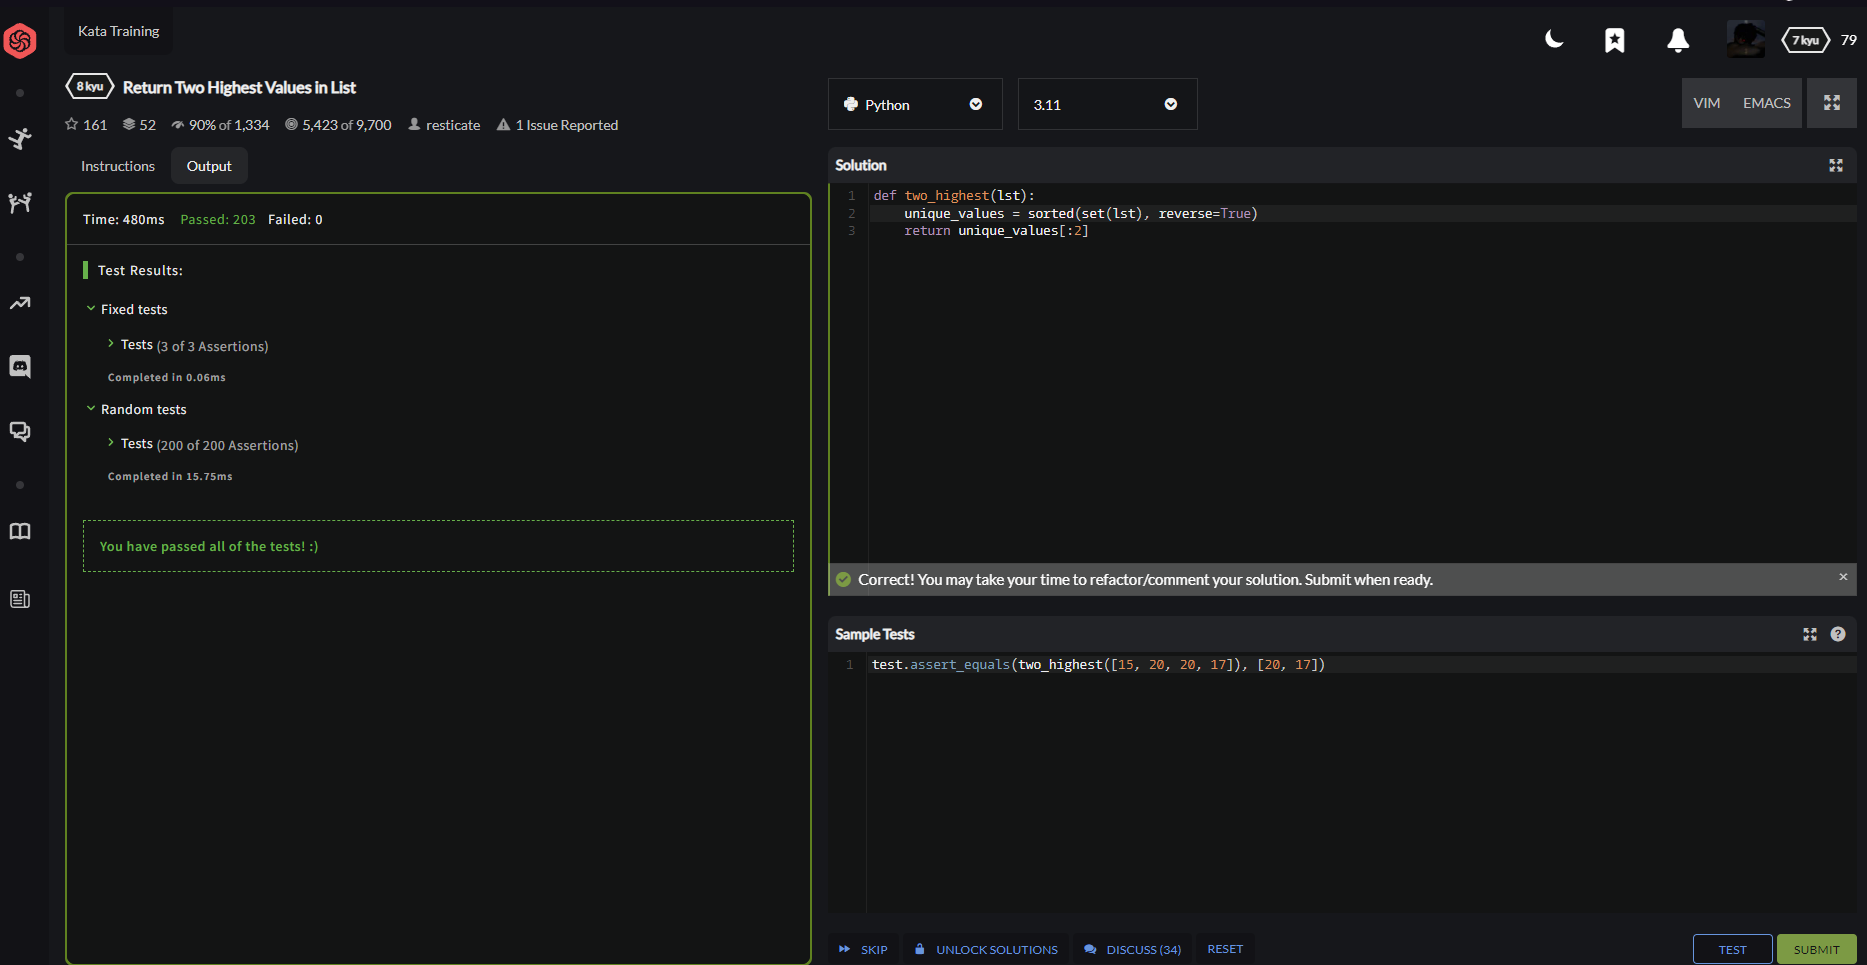 Kata Training
7 kyu 79
8 kyu Return Two Highest Values in List
161 52 90% of 1,334 5,423 of 9,700 resticate 1 Issue Reported
Instructions Output
Time: 480ms Passed: 203 Failed: 0
Test Results:
Fixed tests
Tests (3 of 3 Assertions)
Completed in 0.06ms
Random tests
Tests (200 of 200 Assertions)
Completed in 15.75ms
You have passed all of the tests! :)
Python 3.11
VIM EMACS
Solution
1 def two_highest(lst):
2 unique_values = sorted(set(lst), reverse=True)
3 return unique_values[:2]
Correct! You may take your time to refactor/comment your solution. Submit when ready. ×
Sample Tests ?
1 test.assert_equals(two_highest([15, 20, 20, 17]), [20, 17])
SKIP UNLOCK SOLUTIONS DISCUSS (34) RESET TEST SUBMIT